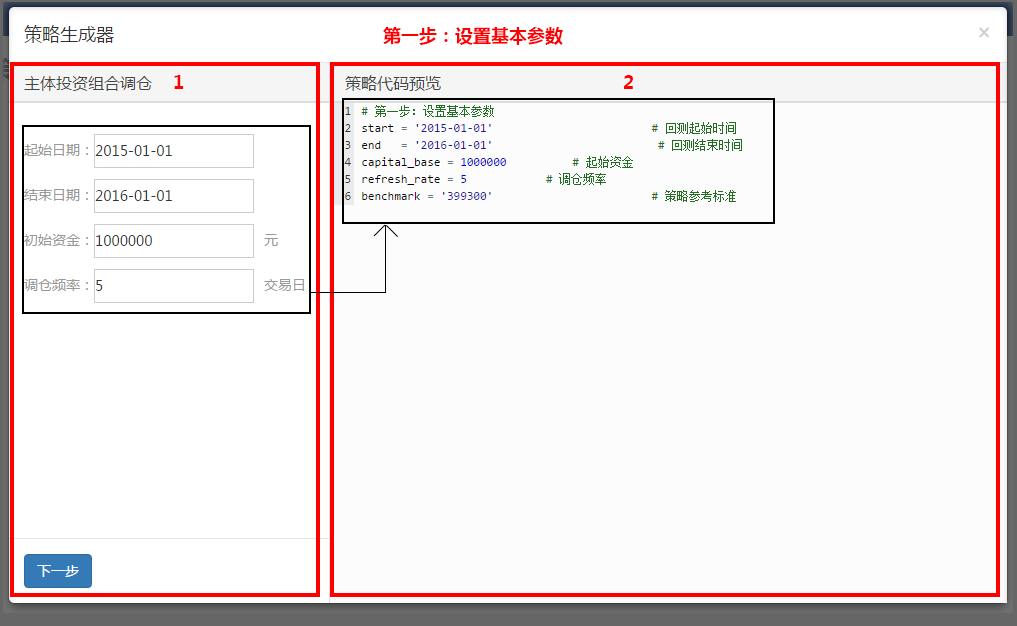 策略生成器
第一步：设置基本参数
×
主体投资组合调仓 1
起始日期： 2015-01-01
结束日期： 2016-01-01
初始资金： 1000000 元
调仓频率： 5 交易日
下一步
策略代码预览 2
1 # 第一步: 设置基本参数
2 start = '2015-01-01' # 回测起始时间
3 end = '2016-01-01' # 回测结束时间
4 capital_base = 1000000 # 起始资金
5 refresh_rate = 5 # 调仓频率
6 benchmark = '399300' # 策略参考标准